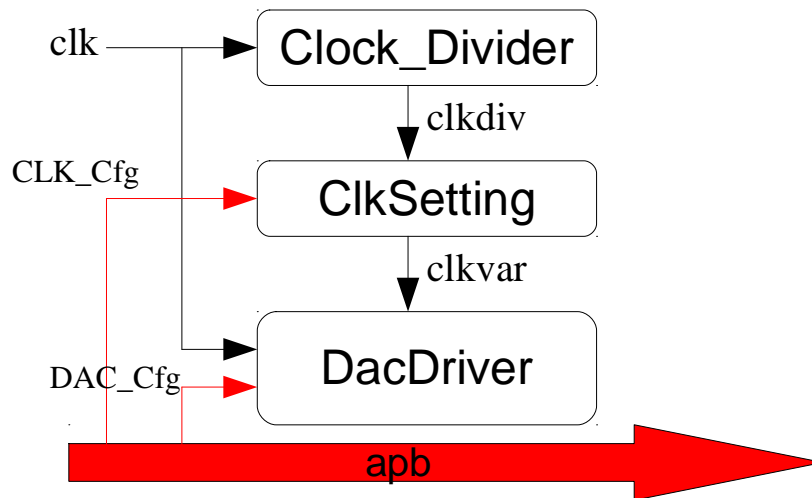 clk
Clock_Divider
clkdiv
CLK_Cfg
ClkSetting
clkvar
DacDriver
DAC_Cfg
apb